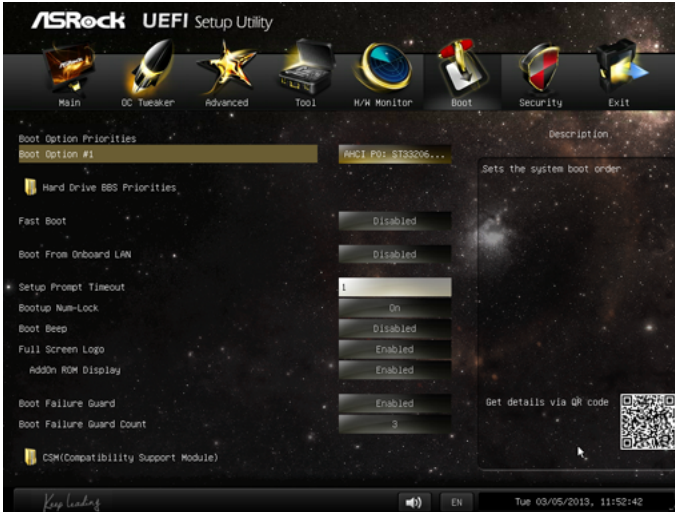 ASRock UEFI Setup Utility
Main OC Tweaker Advanced Tool H/W Monitor Boot Security Exit
Boot Option Priorities
Boot Option #1 AHCI P0: ST33206...
Hard Drive BBS Priorities
Fast Boot Disabled
Boot From Onboard LAN Disabled
Setup Prompt Timeout 1
Bootup Num-Lock On
Boot Beep Disabled
Full Screen Logo Enabled
AddOn ROM Display Enabled
Boot Failure Guard Enabled
Boot Failure Guard Count 3
CSM(Compatibility Support Module)
Description
Sets the system boot order
Get details via QR code
Keep Leading
EN
Tue 03/05/2013, 11:52:42